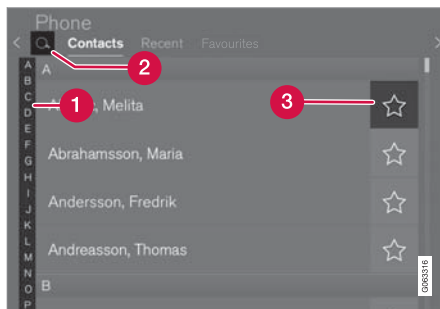 Phone
Contacts Recent Favourites
2
A
A
B
C
D
E
F
G
H
I
J
K
L
M
N
O
P
1
Melita
3
Abrahamsson, Maria
Andersson, Fredrik
Andreasson, Thomas
B
G063316